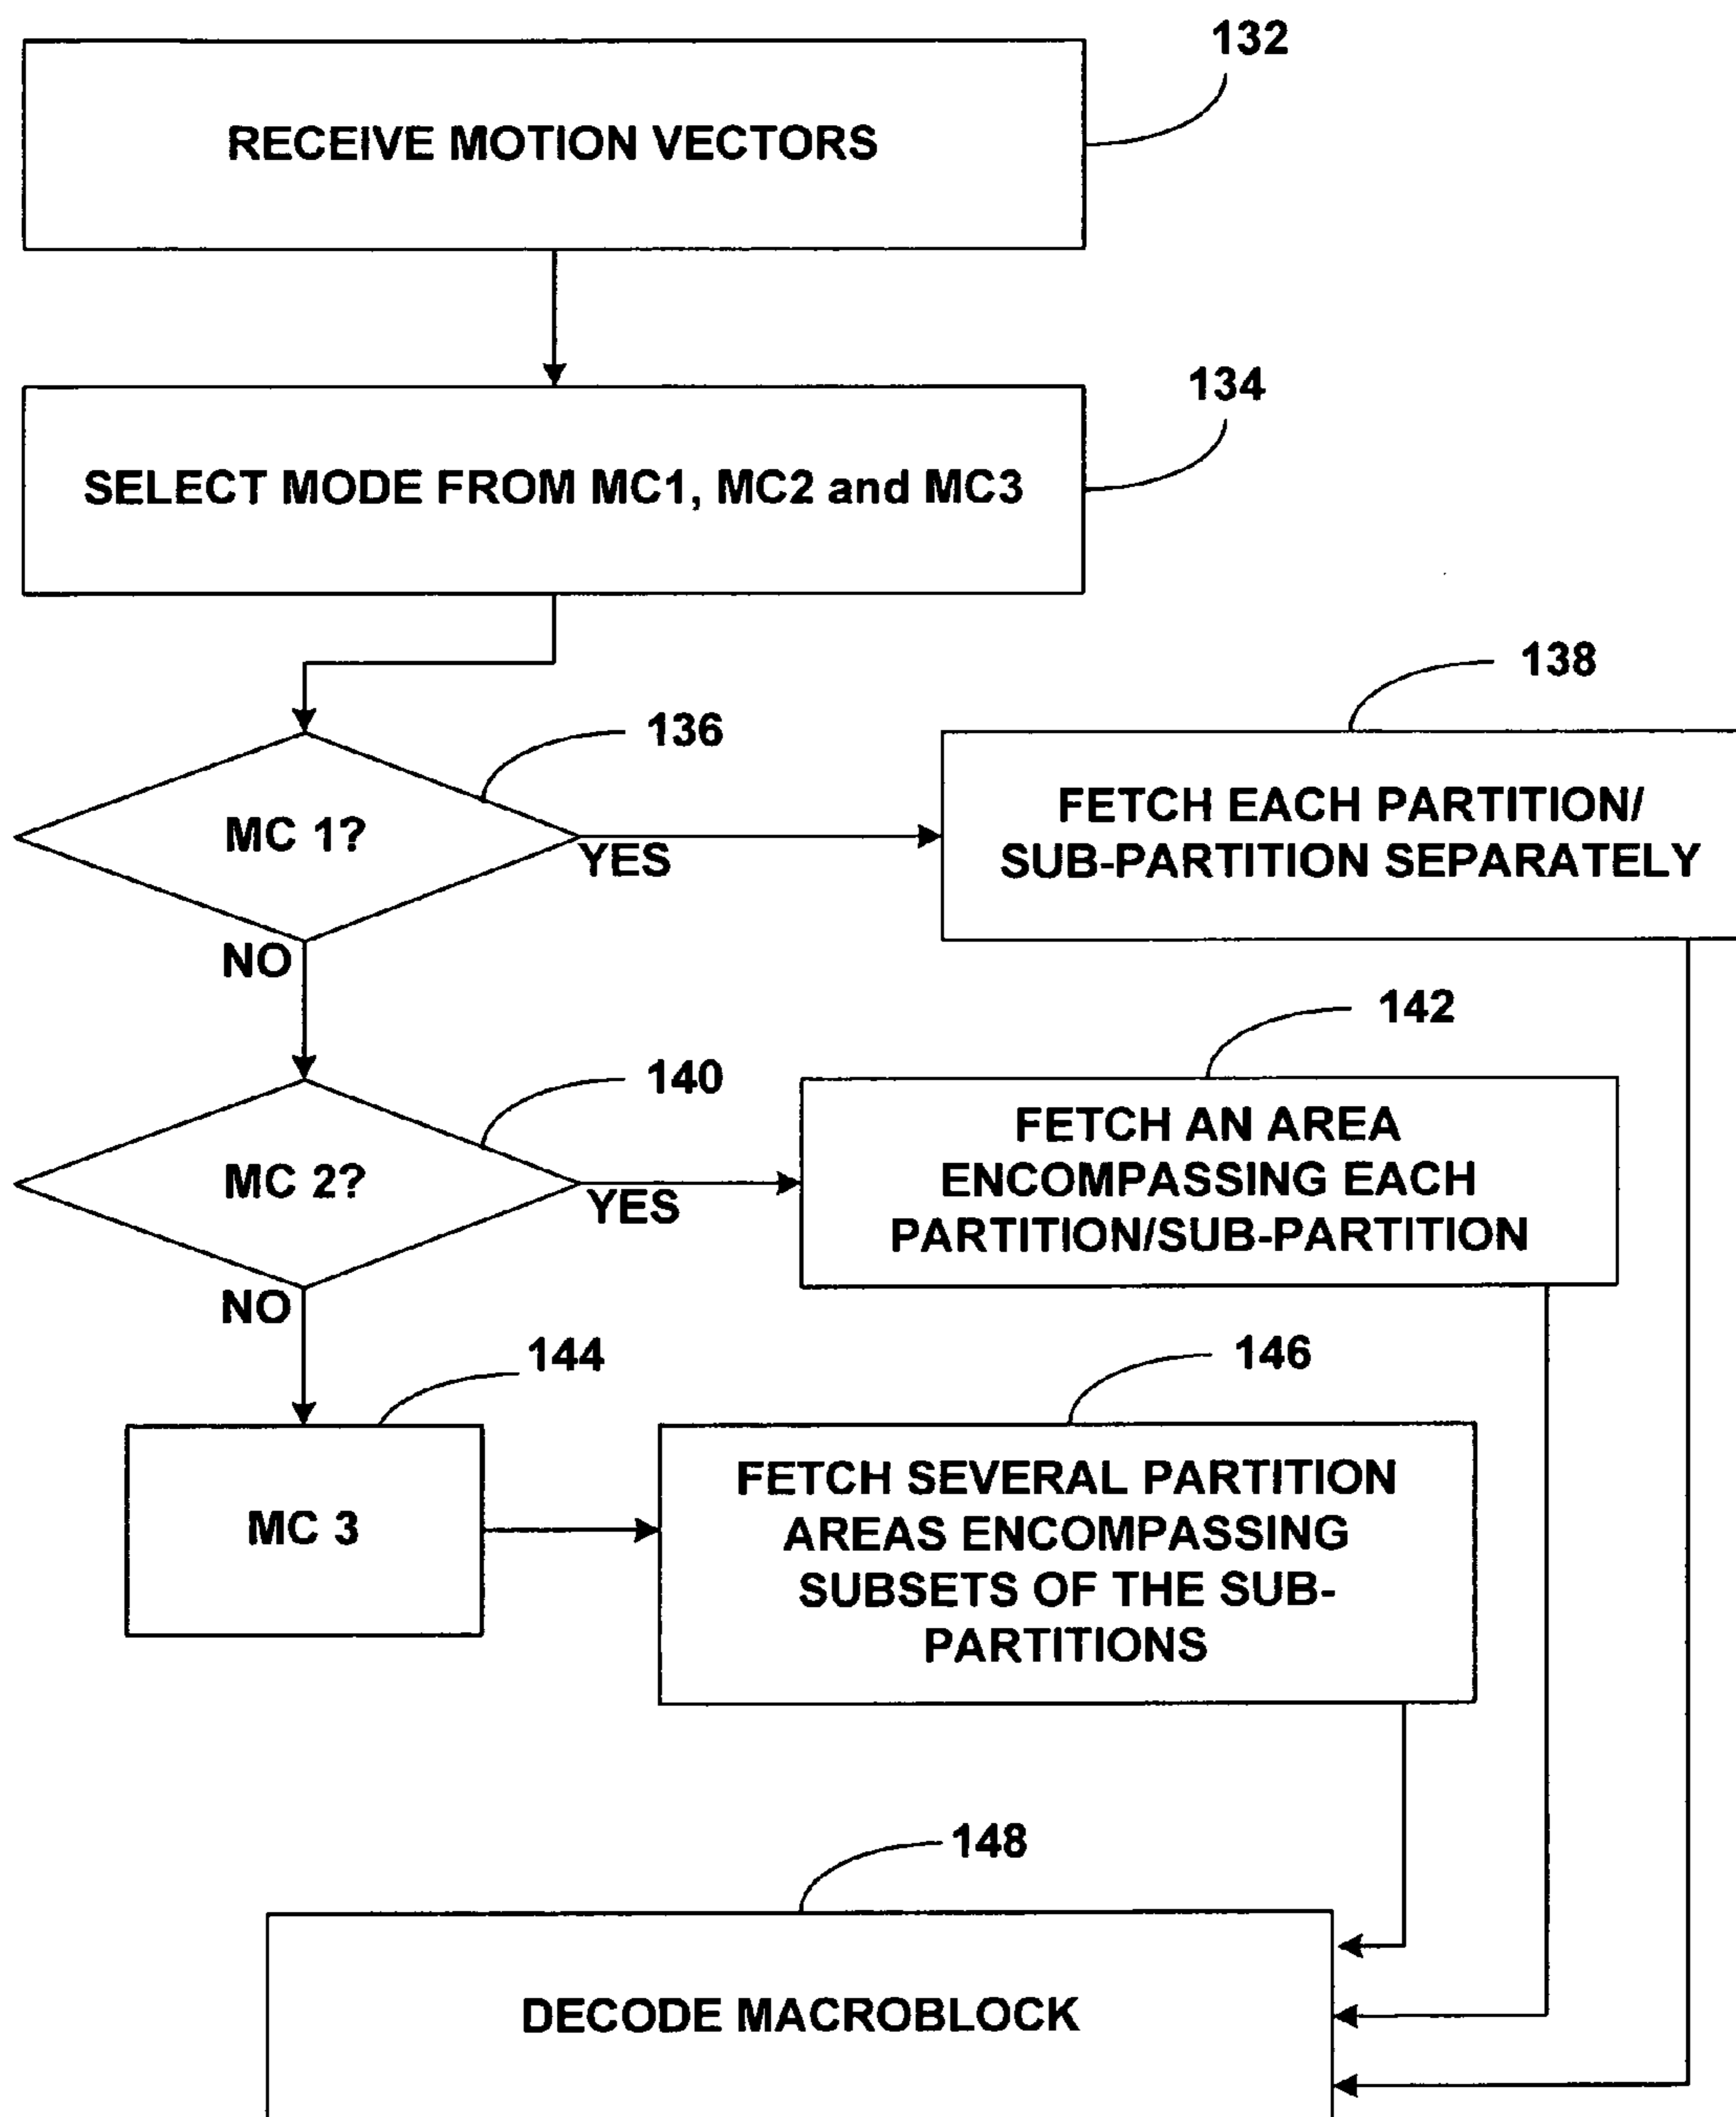 132
RECEIVE MOTION VECTORS
134
SELECT MODE FROM MC1, MC2 and MC3
138
136
FETCH EACH PARTITION/
SUB-PARTITION SEPARATELY
MC 1?
YES
NO
142
140
FETCH AN AREA
ENCOMPASSING EACH
PARTITION/SUB-PARTITION
MC 2?
YES
NO
144
146
FETCH SEVERAL PARTITION
AREAS ENCOMPASSING
SUBSETS OF THE SUB-
PARTITIONS
MC 3
148
DECODE MACROBLOCK